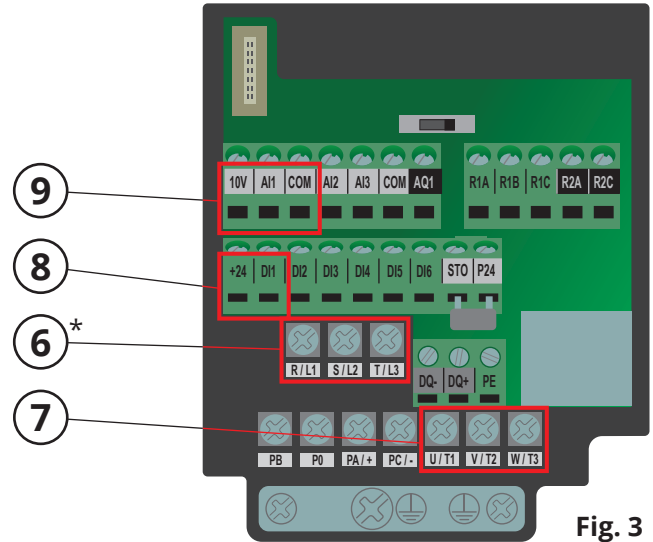 10V AI1 COM AI2 AI3 COM AQ1 R1A R1B R1C R2A R2C
9
+24 DI1 DI2 DI3 DI4 DI5 DI6 STO P24
8
6*
R / L1 S / L2 T / L3
DQ- DQ+ PE
7
PB P0 PA / + PC / - U / T1 V / T2 W / T3
Fig. 3